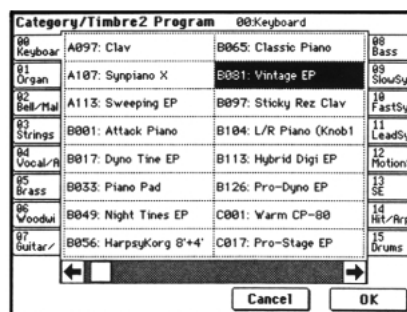 Category/Timbre2 Program 00:Keyboard
00 Keyboar
01 Organ
02 Bell/Mal
03 Strings
04 Vocal/A
05 Brass
06 Woodwi
07 Guitar/
A097: Clav
A107: Synpiano X
A113: Sweeping EP
B001: Attack Piano
B017: Dyno Tine EP
B033: Piano Pad
B049: Night Tines EP
B056: HarpsyKorg 8'+4'
B065: Classic Piano
B081: Vintage EP
B097: Sticky Rez Clav
B104: L/R Piano (Knob1
B113: Hybrid Digi EP
B126: Pro-Dyno EP
C001: Warm CP-80
C017: Pro-Stage EP
08 Bass
09 SlowSy
10 FastSy
11 LeadSy
12 Motion
13 SE
14 Hit/Arp
15 Drums
Cancel
OK